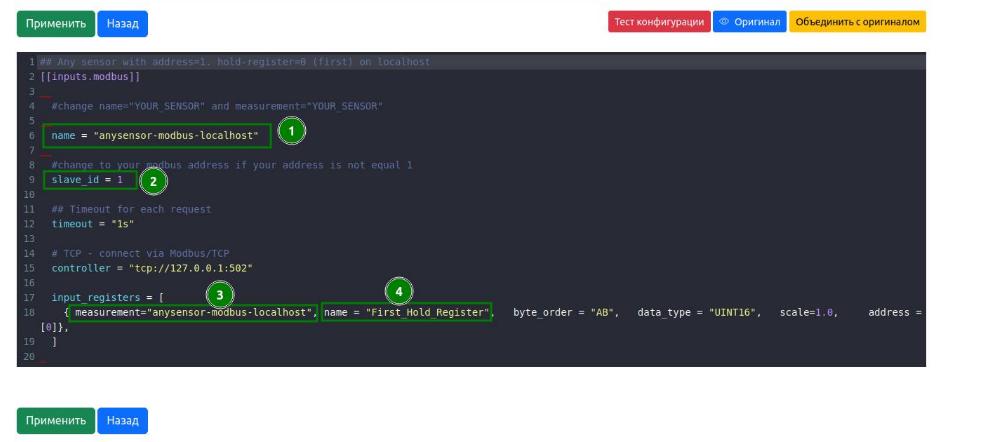 Применить Назад Тест конфигурации Оригинал Объединить с оригиналом
1 ## Any sensor with address=1. hold-register=0 (first) on localhost
2 [[inputs.modbus]]
3
4 #change name="YOUR_SENSOR" and measurement="YOUR_SENSOR"
5
6 name = "anysensor-modbus-localhost" 1
7
8 #change to your modbus address if your address is not equal 1
9 slave_id = 1 2
10
11 ## Timeout for each request
12 timeout = "1s"
13
14 # TCP - connect via Modbus/TCP
15 controller = "tcp://127.0.0.1:502"
16
17 input_registers = [ 3 4
18 { measurement="anysensor-modbus-localhost", name = "First_Hold_Register", byte_order = "AB", data_type = "UINT16", scale=1.0, address =
[0]},
19 ]
20
Применить Назад